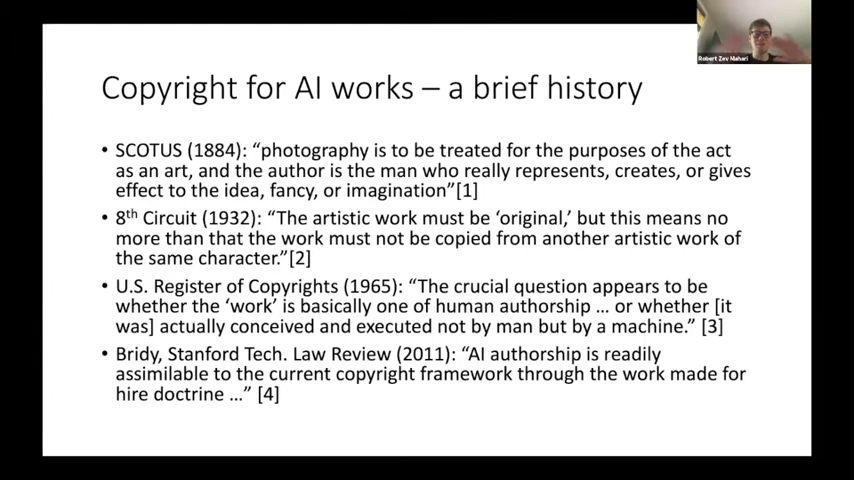 Robert Zev Mahari
Copyright for AI works – a brief history
• SCOTUS (1884): “photography is to be treated for the purposes of the act
as an art, and the author is the man who really represents, creates, or gives
effect to the idea, fancy, or imagination”[1]
• 8th Circuit (1932): “The artistic work must be ‘original,’ but this means no
more than that the work must not be copied from another artistic work of
the same character.”[2]
• U.S. Register of Copyrights (1965): “The crucial question appears to be
whether the ‘work’ is basically one of human authorship … or whether [it
was] actually conceived and executed not by man but by a machine.” [3]
• Bridy, Stanford Tech. Law Review (2011): “AI authorship is readily
assimilable to the current copyright framework through the work made for
hire doctrine …” [4]